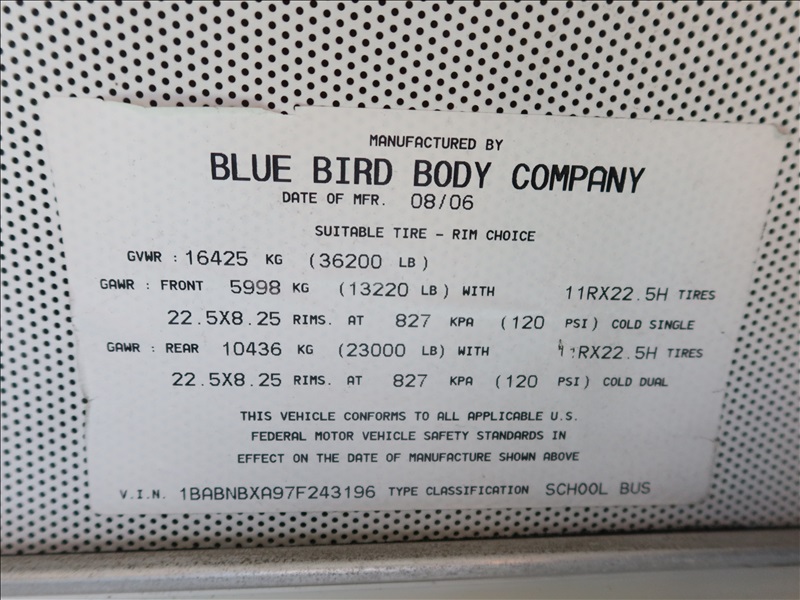 MANUFACTURED BY
BLUE BIRD BODY COMPANY
DATE OF MFR. 08/06
SUITABLE TIRE - RIM CHOICE
GVWR : 16425 KG (36200 LB)
GAWR : FRONT 5998 KG (13220 LB) WITH 11RX22.5H TIRES
22.5X8.25 RIMS. AT 827 KPA (120 PSI) COLD SINGLE
GAWR : REAR 10436 KG (23000 LB) WITH TIRES
22.5X8.25 RIMS. AT 827 KPA (120 PSI) COLD DUAL
THIS VEHICLE CONFORMS TO ALL APPLICABLE U.S.
FEDERAL MOTOR VEHICLE SAFETY STANDARDS IN
EFFECT ON THE DATE OF MANUFACTURE SHOWN ABOVE
V.I.N. 1BABNBXA97F243196 TYPE CLASSIFICATION SCHOOL BUS